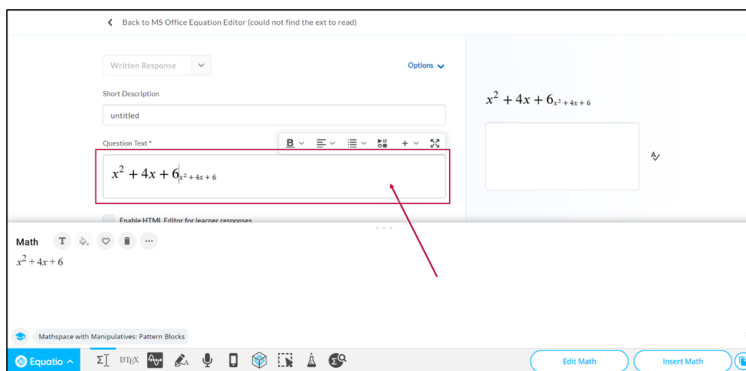 Back to MS Office Equation Editor (could not find the ext to read)
Written Response
Options
Short Description
untitled
Question Text *
B
x² + 4x + 6x² + 4x + 6
x² + 4x + 6x² + 4x + 6
Enable HTML Editor for learner responses
Math T
x² + 4x + 6
Mathspace with Manipulatives: Pattern Blocks
Equatio
LATEX
Edit Math
Insert Math